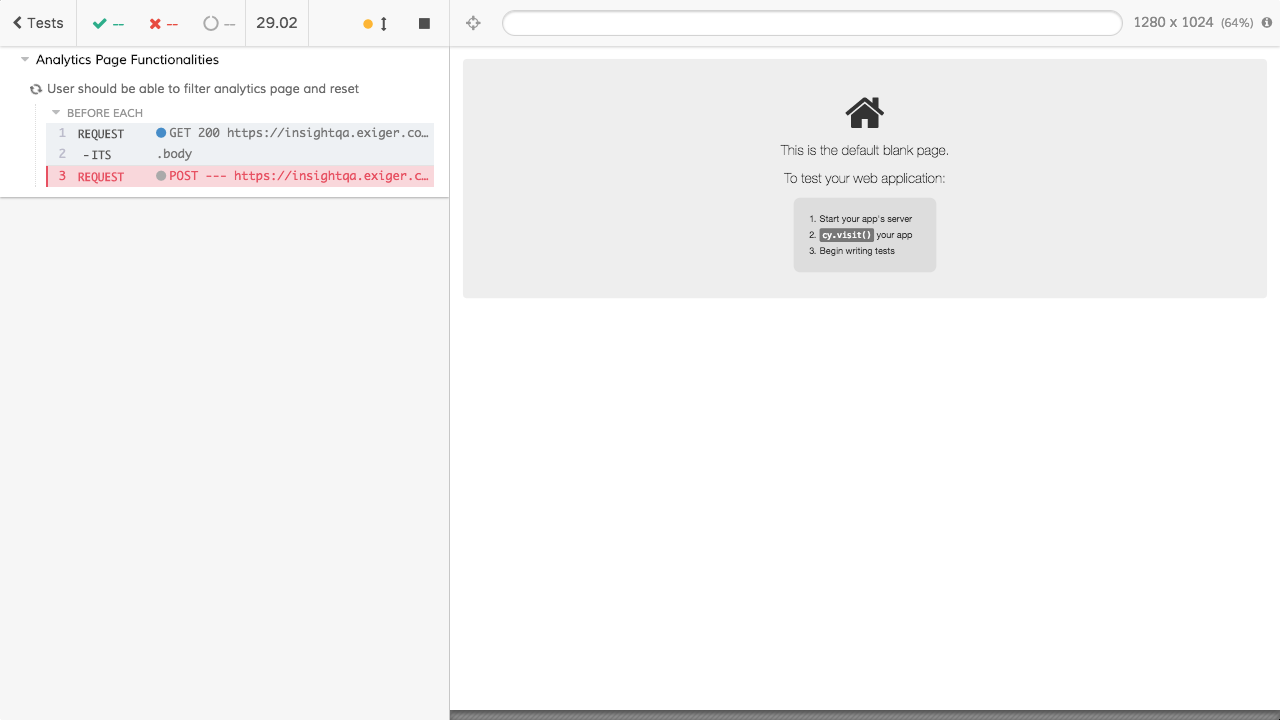 Tests
--
--
--
29.02
1280 x 1024 (64%)
Analytics Page Functionalities
User should be able to filter analytics page and reset
BEFORE EACH
1 REQUEST GET 200 https://insightqa.exiger.co…
2 -ITS .body
3 REQUEST POST --- https://insightqa.exiger.c…
This is the default blank page.
To test your web application:
1. Start your app's server
2. cy.visit() your app
3. Begin writing tests